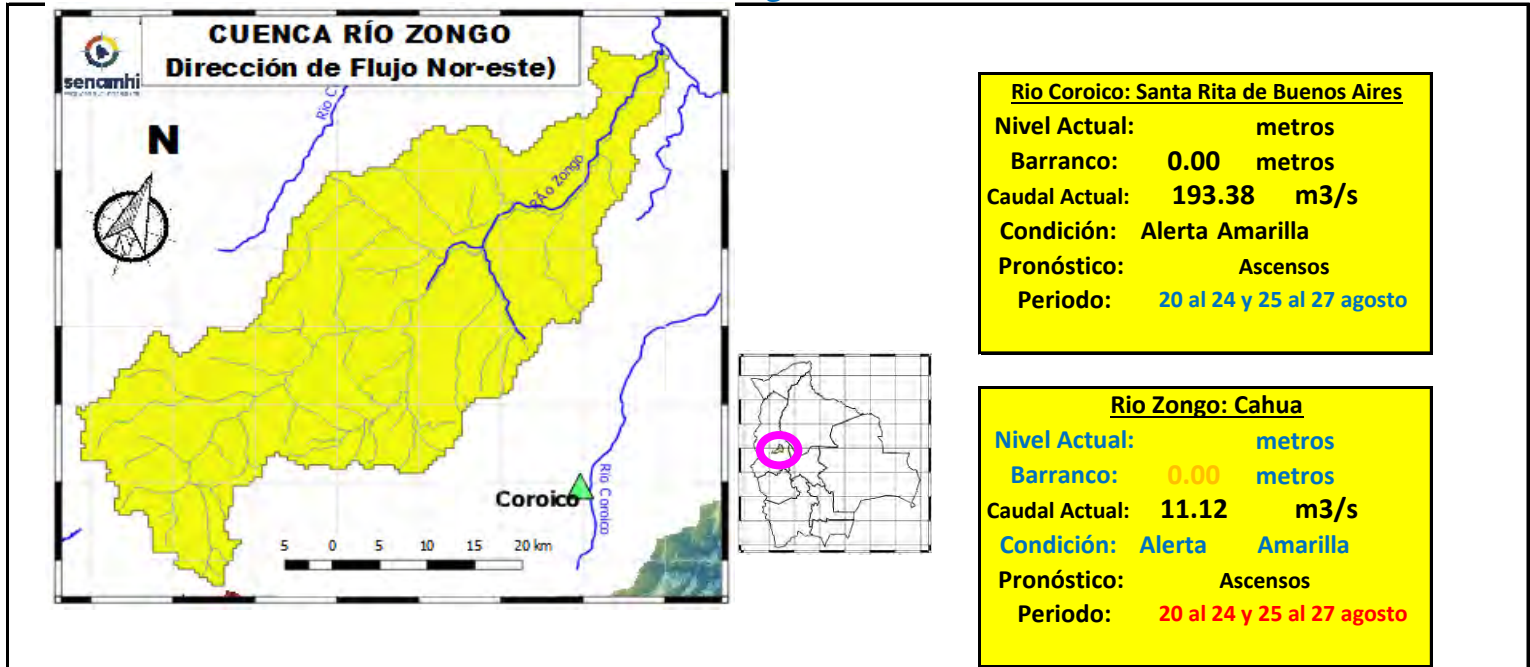 CUENCA RÍO ZONGO
Dirección de Flujo Nor-este)
senamhi
N
Rio C
RÃ­o Zongo
Coroico
Río Coroico
5 0 5 10 15 20 km
Rio Coroico: Santa Rita de Buenos Aires
Nivel Actual: metros
Barranco: 0.00 metros
Caudal Actual: 193.38 m3/s
Condición: Alerta Amarilla
Pronóstico: Ascensos
Periodo: 20 al 24 y 25 al 27 agosto
Rio Zongo: Cahua
Nivel Actual: metros
Barranco: 0.00 metros
Caudal Actual: 11.12 m3/s
Condición: Alerta Amarilla
Pronóstico: Ascensos
Periodo: 20 al 24 y 25 al 27 agosto